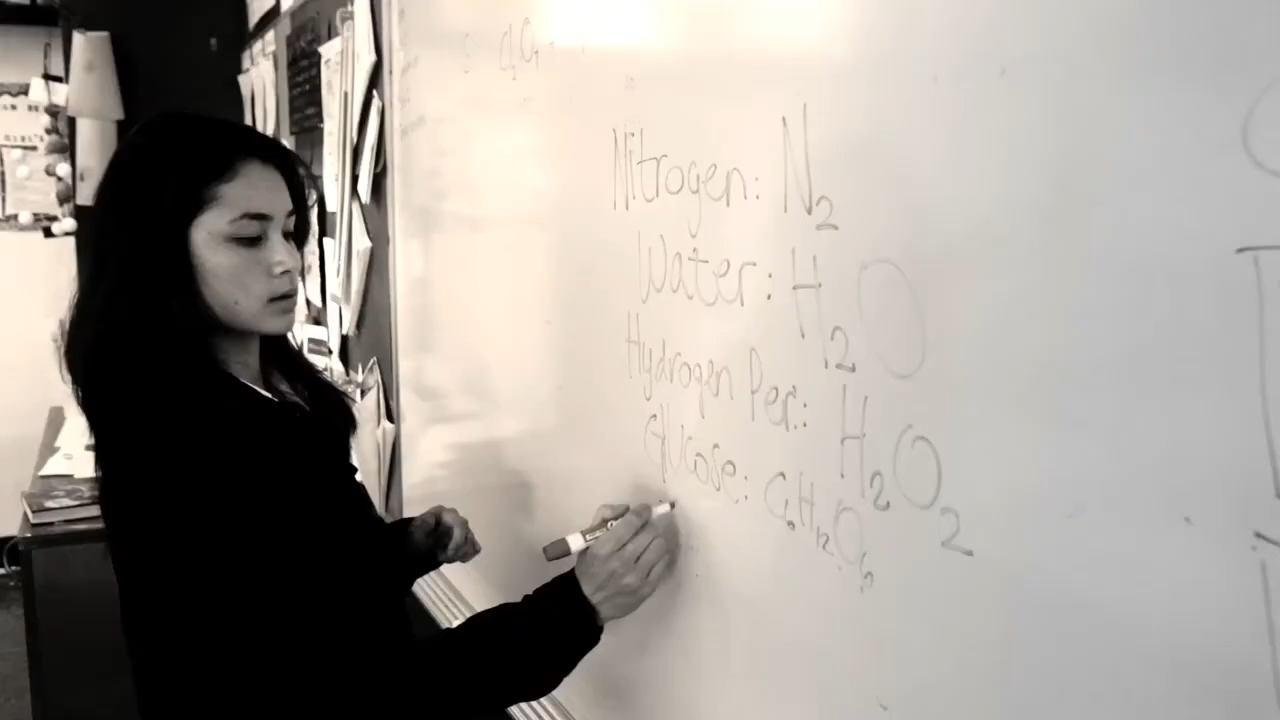 Nitrogen: N₂
Water: H₂O
Hydrogen Per.: H₂O₂
Glucose: C₆H₁₂O₆